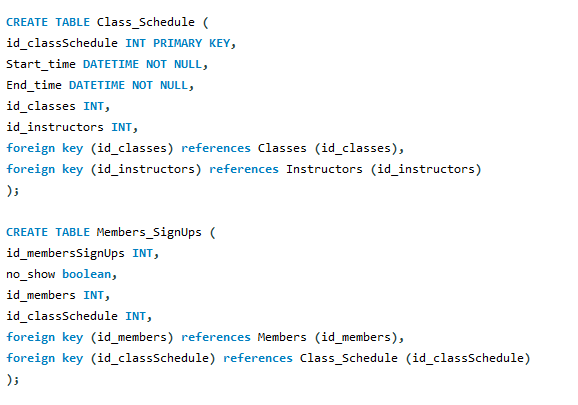 CREATE TABLE Class_Schedule (
id_classSchedule INT PRIMARY KEY,
Start_time DATETIME NOT NULL,
End_time DATETIME NOT NULL,
id_classes INT,
id_instructors INT,
foreign key (id_classes) references Classes (id_classes),
foreign key (id_instructors) references Instructors (id_instructors)
);

CREATE TABLE Members_SignUps (
id_membersSignUps INT,
no_show boolean,
id_members INT,
id_classSchedule INT,
foreign key (id_members) references Members (id_members),
foreign key (id_classSchedule) references Class_Schedule (id_classSchedule)
);